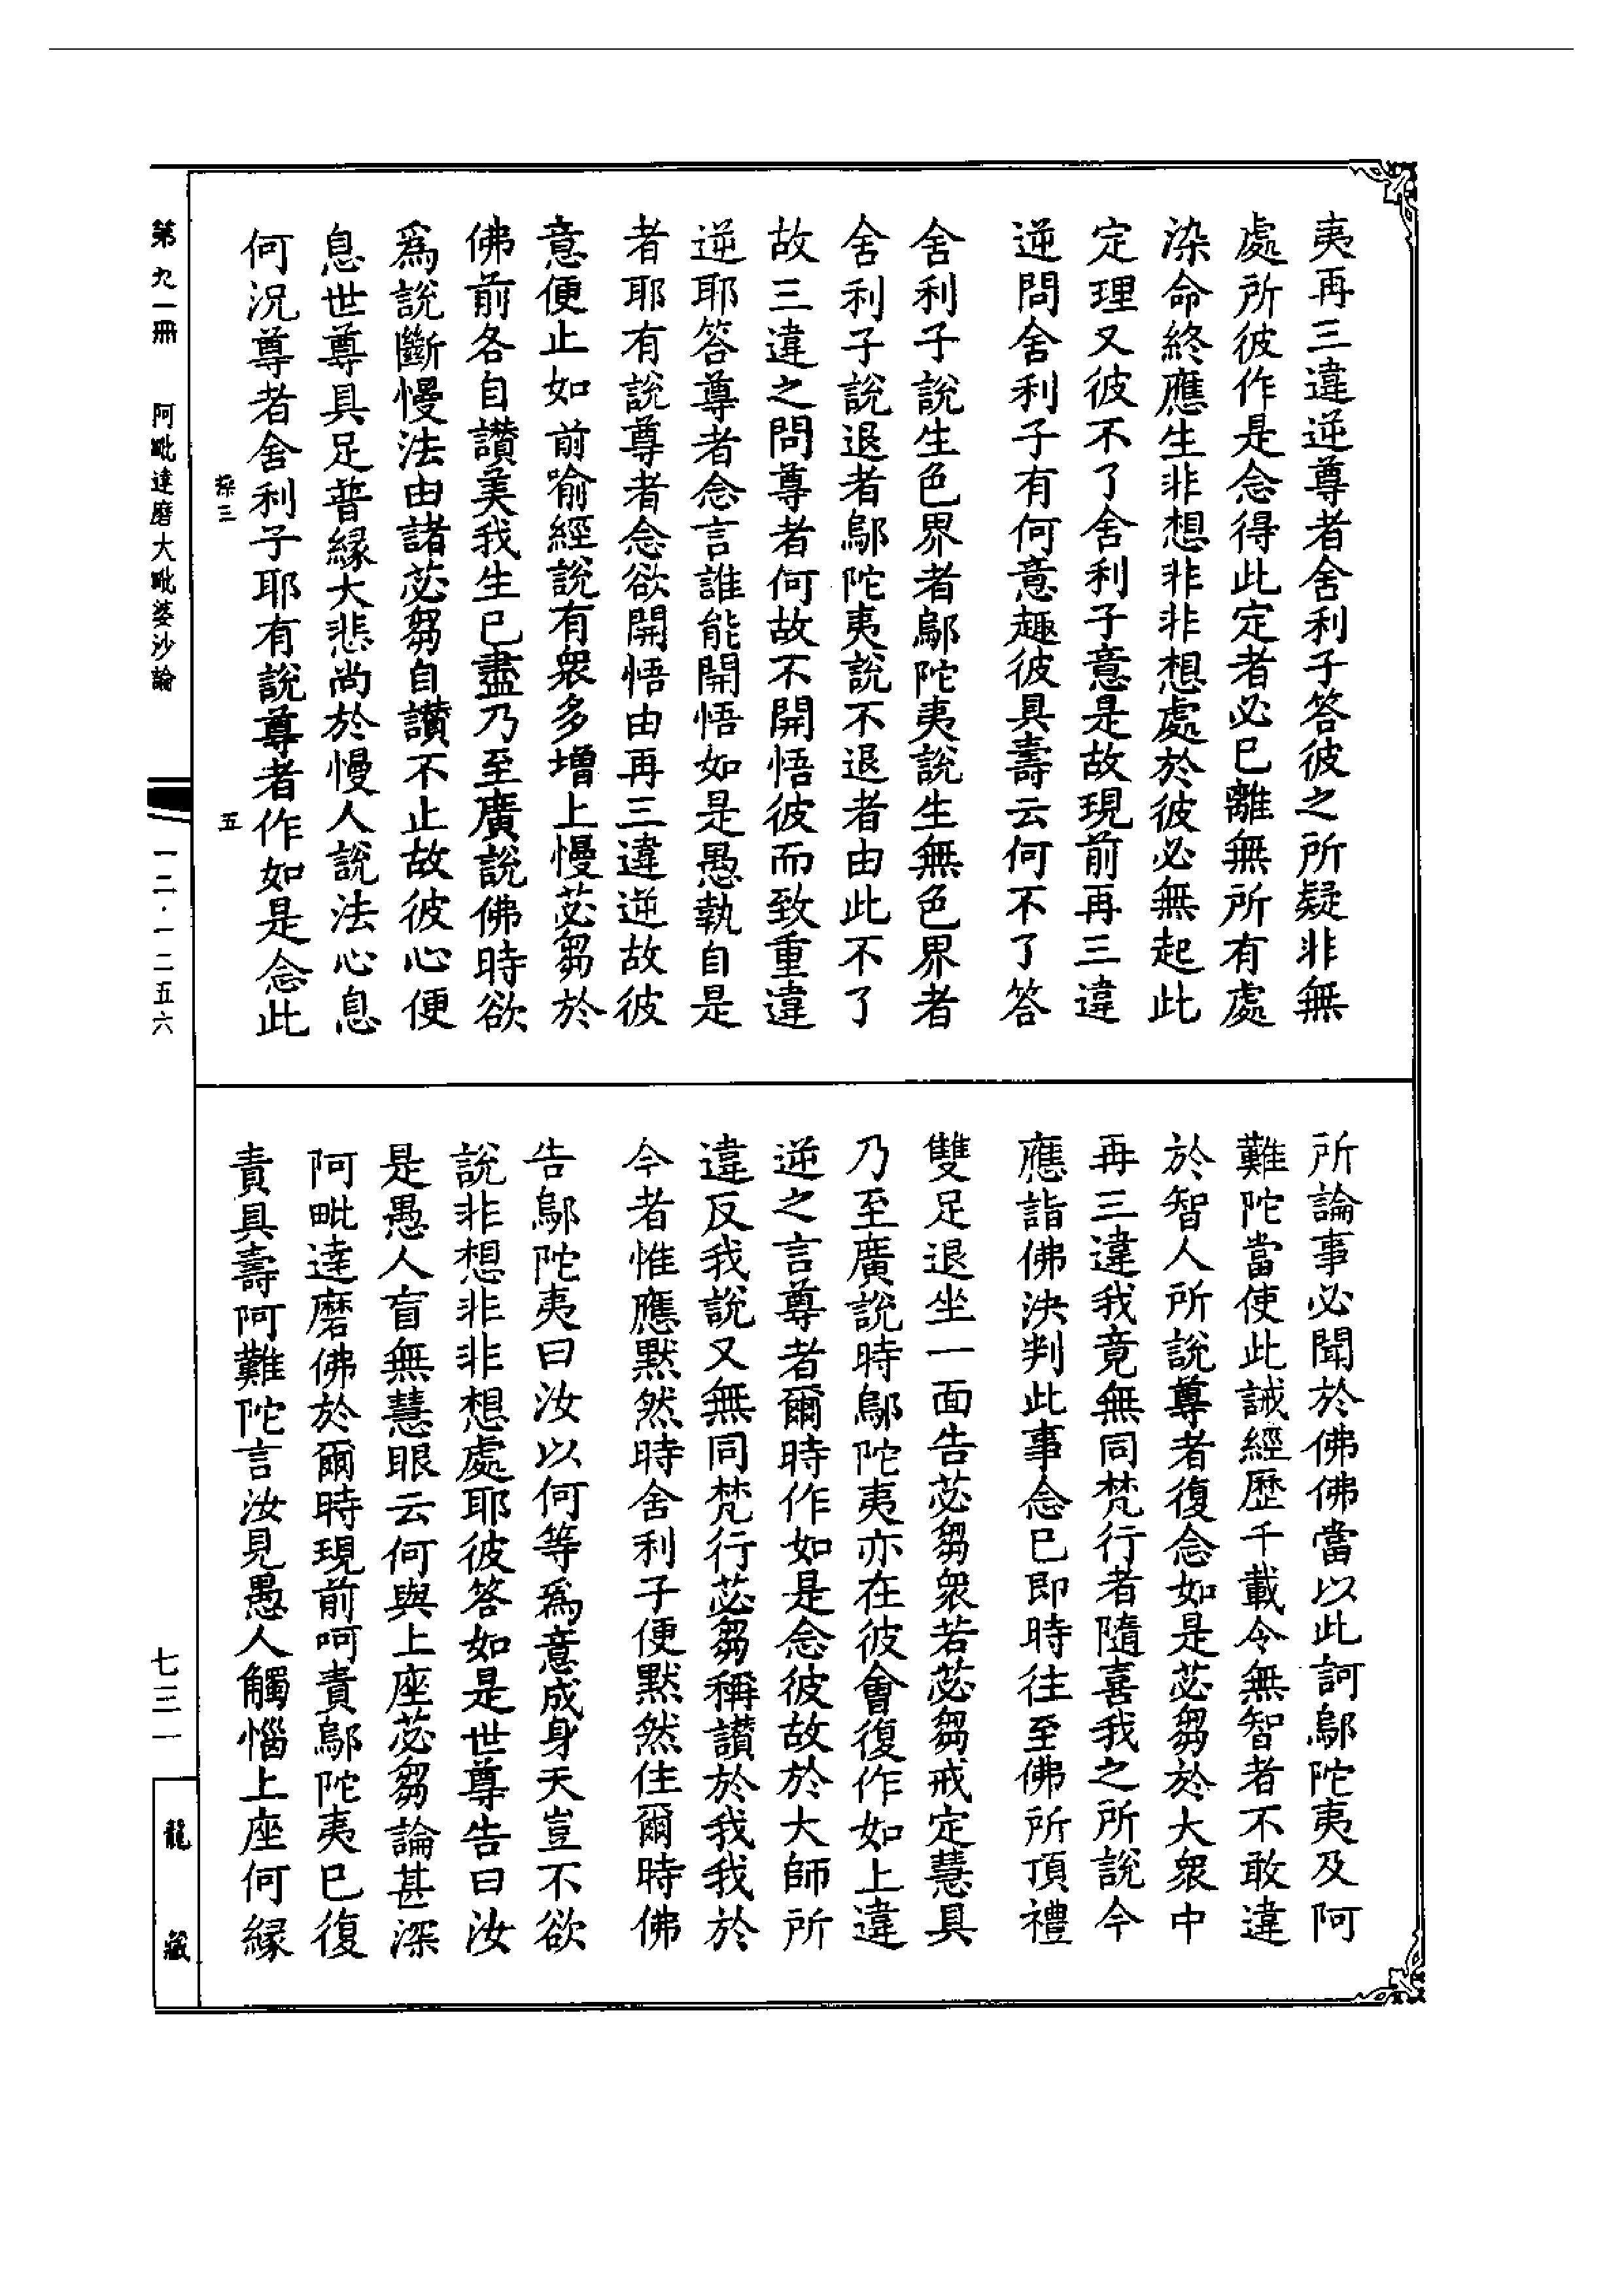 夷再三違逆尊者舍利子答彼之所疑非無
處所彼作是念得此定者必已離無所有處
染命終應生非想非非想處於彼必無起此
定理又彼不了舍利子意是故現前再三違
逆問舍利子有何意趣彼具壽云何不了答
舍利子說生色界者鄔陀夷說生無色界者
舍利子說退者鄔陀夷說不退者由此不了
故三違之問尊者何故不開悟彼而致重違
逆耶答尊者念言誰能開悟如是愚執自是
者耶有說尊者念欲開悟由再三違逆故彼
意便止如前喻經說有眾多增上慢苾芻於
佛前各自讚美我生已盡乃至廣說佛時欲
為說斷慢法由諸苾芻自讚不止故彼心便
息世尊具足普緣大悲尚於慢人說法心息
何況尊者舍利子耶有說尊者作如是念此
所論事必聞於佛佛當以此訶鄔陀夷及阿
難陀當使此誡經歷千載令無智者不敢違
於智人所說尊者復念如是苾芻於大眾中
再三違我竟無同梵行者隨喜我之所說今
應詣佛決判此事念已即時往至佛所頂禮
雙足退坐一面告苾芻眾若苾芻戒定慧具
乃至廣說時鄔陀夷亦在彼會復作如上違
逆之言尊者爾時作如是念彼故於大師所
違反我說又無同梵行苾芻稱讚於我我於
今者惟應默然時舍利子便默然住爾時佛
告鄔陀夷曰汝以何等為意成身天豈不欲
說非想非非想處耶彼答如是世尊告曰汝
是愚人盲無慧眼云何與上座苾芻論甚深
阿毗達磨佛於爾時現前呵責鄔陀夷已復
責具壽阿難陀言汝見愚人觸惱上座何緣
第九一冊 阿毗達磨大毗婆沙論 一二·一二五六 七三一 龍藏
五